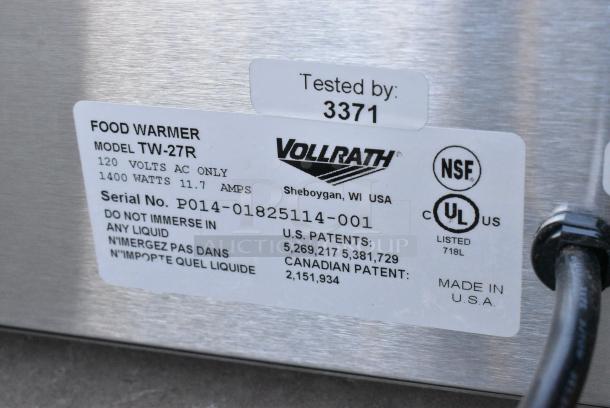 Tested by:
3371
FOOD WARMER
MODEL TW-27R
120 VOLTS AC ONLY
1400 WATTS 11.7 AMPS
Serial No. P014-01825114-001
DO NOT IMMERSE IN
ANY LIQUID
N'IMERGEZ PAS DANS
N"IMPORTE QUEL LIQUIDE
VOLLRATH
Sheboygan, WI USA
U.S. PATENTS:
5,269,217 5,381,729
CANADIAN PATENT:
2,151,934
NSF
C UL US
LISTED
718L
MADE IN
U.S.A.